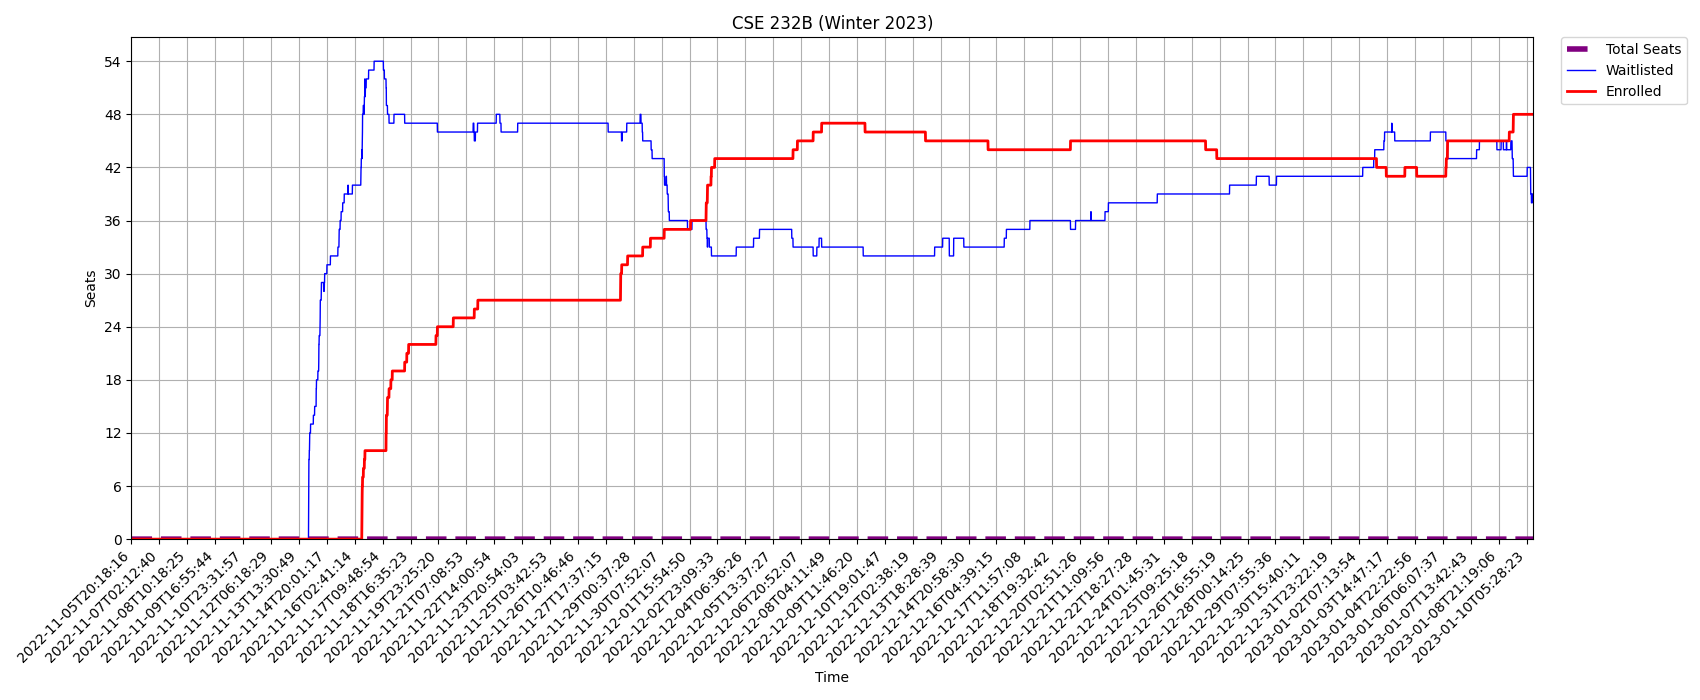 CSE 232B (Winter 2023)
Total Seats
Waitlisted
Enrolled
Seats
54
48
42
36
30
24
18
12
6
0
2022-11-05T20:18:16
2022-11-07T02:12:40
2022-11-08T10:18:25
2022-11-09T16:55:44
2022-11-10T23:31:57
2022-11-12T06:18:29
2022-11-13T13:30:49
2022-11-14T20:01:17
2022-11-16T02:41:14
2022-11-17T09:48:54
2022-11-18T16:35:23
2022-11-19T23:25:20
2022-11-21T07:08:53
2022-11-22T14:00:54
2022-11-23T20:54:03
2022-11-25T03:42:53
2022-11-26T10:46:46
2022-11-27T17:37:15
2022-11-29T00:37:28
2022-11-30T07:52:07
2022-12-01T15:54:50
2022-12-02T23:09:33
2022-12-04T06:36:26
2022-12-05T13:37:27
2022-12-06T20:52:07
2022-12-08T04:11:49
2022-12-09T11:46:20
2022-12-10T19:01:47
2022-12-12T02:38:19
2022-12-13T18:28:39
2022-12-14T20:58:30
2022-12-16T04:39:15
2022-12-17T11:57:08
2022-12-18T19:32:42
2022-12-20T02:51:26
2022-12-21T11:09:56
2022-12-22T18:27:28
2022-12-24T01:45:31
2022-12-25T09:25:18
2022-12-26T16:55:19
2022-12-28T00:14:25
2022-12-29T07:55:36
2022-12-30T15:40:11
2022-12-31T23:22:19
2023-01-02T07:13:54
2023-01-03T14:47:17
2023-01-04T22:22:56
2023-01-06T06:07:37
2023-01-07T13:42:43
2023-01-08T21:19:06
2023-01-10T05:28:23
Time